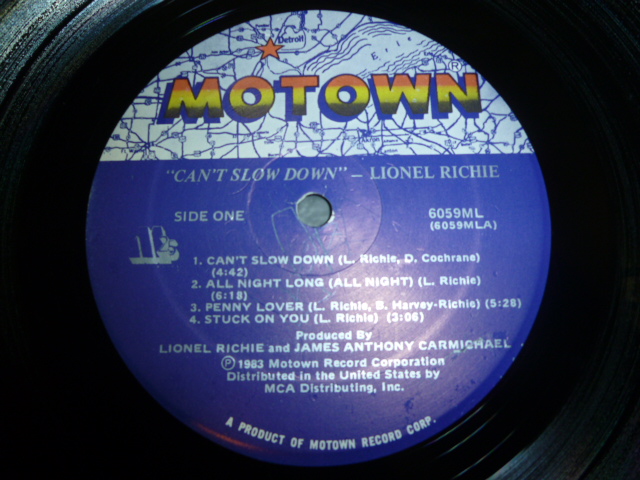 Detroit
Erie
MOTOWN®
"CAN'T SLOW DOWN" – LIONEL RICHIE
SIDE ONE
6059ML
(6059MLA)
1. CAN'T SLOW DOWN (L. Richie, D. Cochrane)
(4:42)
2. ALL NIGHT LONG (ALL NIGHT) (L. Richie)
(6:18)
3. PENNY LOVER (L. Richie, B. Harvey-Richie) (5:28)
4. STUCK ON YOU (L. Richie) (3:06)
Produced By
LIONEL RICHIE and JAMES ANTHONY CARMICHAEL
℗ 1983 Motown Record Corporation
Distributed in the United States by
MCA Distributing, Inc.
A PRODUCT OF MOTOWN RECORD CORP.